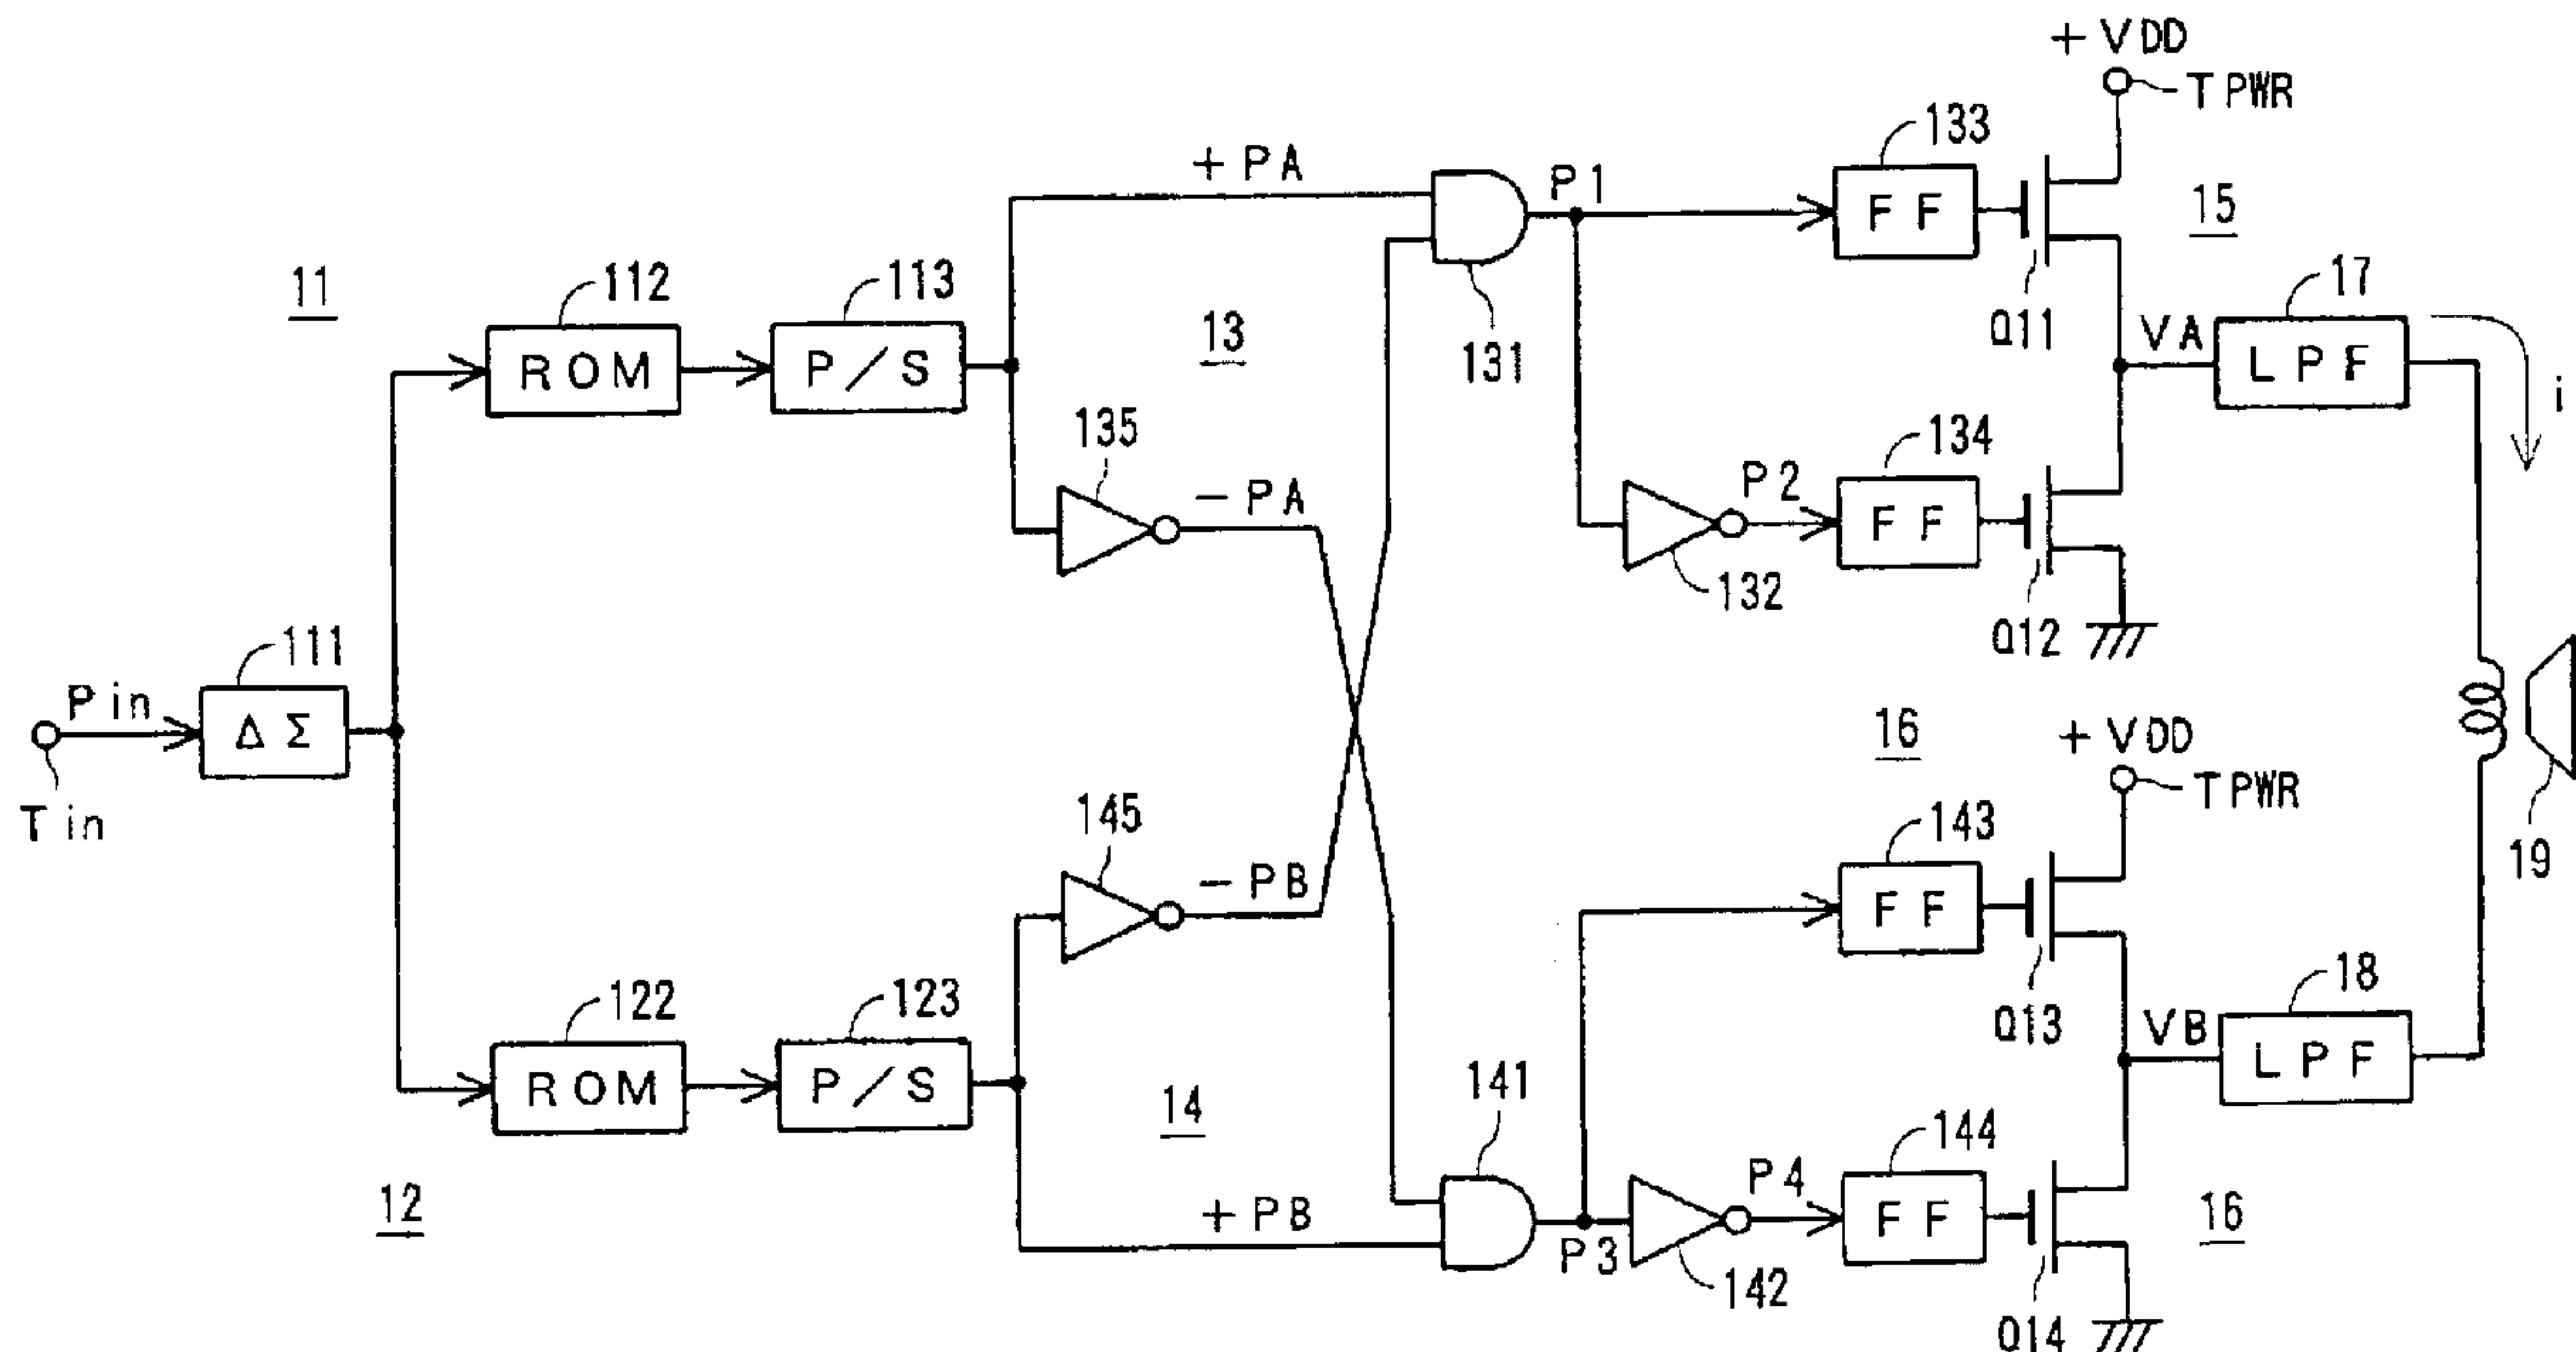 +VDD
TPWR
133
+PA
P1
FF
15
11
112
113
13
131
Q11
17
VA
LPF
ROM
P/S
i
135
-PA
134
P2
FF
132
Q12
111
Pin
ΔΣ
Tin
16
+VDD
TPWR
145
143
19
-PB
FF
122
123
Q13
18
VB
LPF
ROM
P/S
14
141
144
P4
FF
16
12
+PB
P3
142
Q14